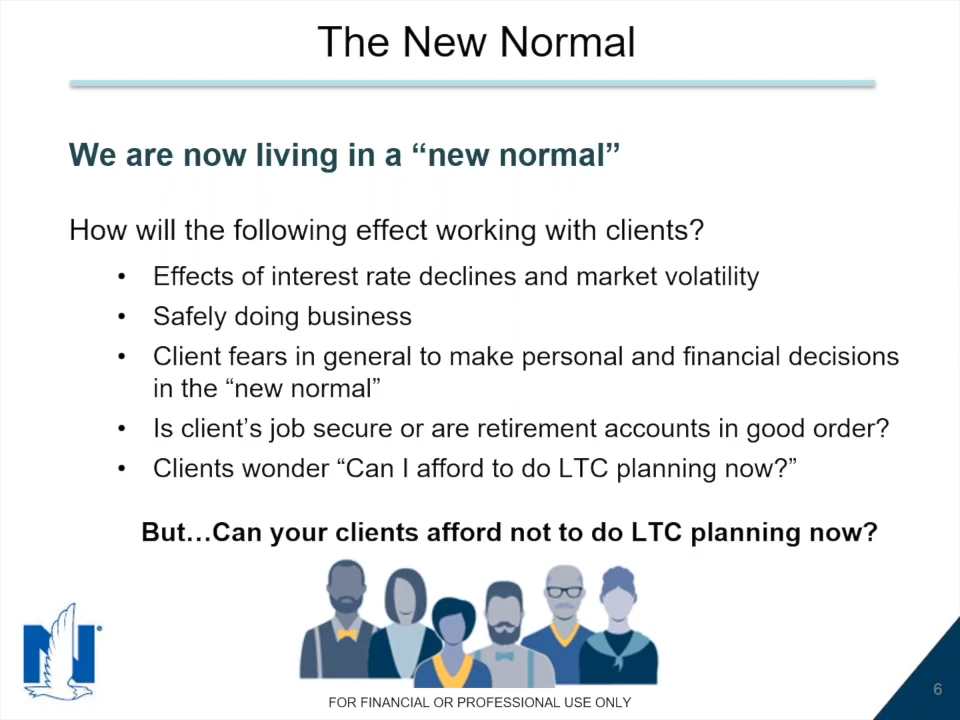 The New Normal
We are now living in a “new normal”
How will the following effect working with clients?
• Effects of interest rate declines and market volatility
• Safely doing business
• Client fears in general to make personal and financial decisions
in the “new normal”
• Is client’s job secure or are retirement accounts in good order?
• Clients wonder “Can I afford to do LTC planning now?”
But…Can your clients afford not to do LTC planning now?
N®
FOR FINANCIAL OR PROFESSIONAL USE ONLY
6